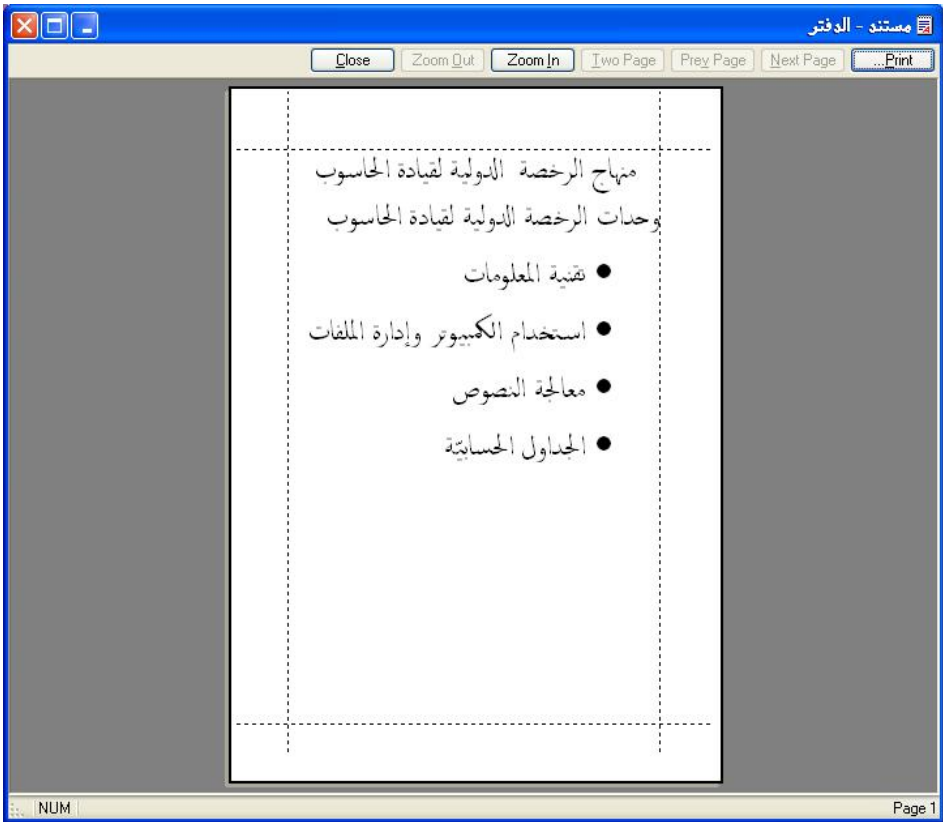 مستند - الدفتر
Print...
Next Page
Prev Page
Two Page
Zoom In
Zoom Out
Close
منهاج الرخصة الدولية لقيادة الحاسوب
وحدات الرخصة الدولية لقيادة الحاسوب
● تقنية المعلومات
● استخدام الكمبيوتر وإدارة الملفات
● معالجة النصوص
● الجداول الحسابيّة
Page 1
NUM